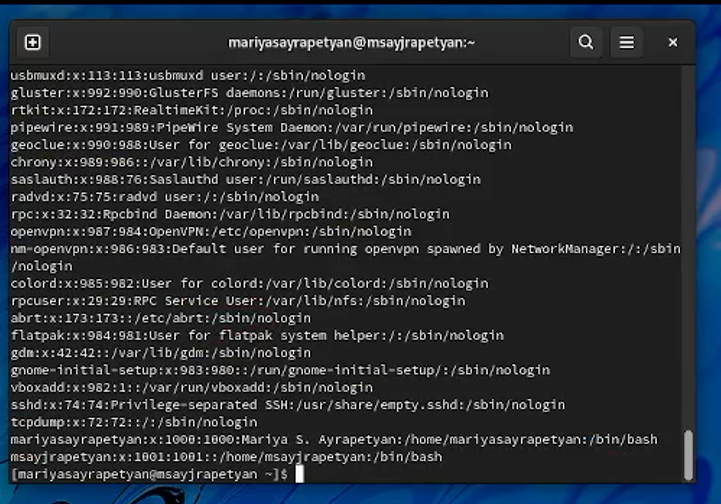 mariyasayrapetyan@msayjrapetyan:~
usbmuxd:x:113:113:usbmuxd user:/:/sbin/nologin
gluster:x:992:990:GlusterFS daemons:/run/gluster:/sbin/nologin
rtkit:x:172:172:RealtimeKit:/proc:/sbin/nologin
pipewire:x:991:989:PipeWire System Daemon:/var/run/pipewire:/sbin/nologin
geoclue:x:990:988:User for geoclue:/var/lib/geoclue:/sbin/nologin
chrony:x:989:986::/var/lib/chrony:/sbin/nologin
saslauth:x:988:76:Saslauthd user:/run/saslauthd:/sbin/nologin
radvd:x:75:75:radvd user:/:/sbin/nologin
rpc:x:32:32:Rpcbind Daemon:/var/lib/rpcbind:/sbin/nologin
openvpn:x:987:984:OpenVPN:/etc/openvpn:/sbin/nologin
nm-openvpn:x:986:983:Default user for running openvpn spawned by NetworkManager:/:/sbin
/nologin
colord:x:985:982:User for colord:/var/lib/colord:/sbin/nologin
rpcuser:x:29:29:RPC Service User:/var/lib/nfs:/sbin/nologin
abrt:x:173:173::/etc/abrt:/sbin/nologin
flatpak:x:984:981:User for flatpak system helper:/:/sbin/nologin
gdm:x:42:42::/var/lib/gdm:/sbin/nologin
gnome-initial-setup:x:983:980::/run/gnome-initial-setup/:/sbin/nologin
vboxadd:x:982:1::/var/run/vboxadd:/sbin/nologin
sshd:x:74:74:Privilege-separated SSH:/usr/share/empty.sshd:/sbin/nologin
tcpdump:x:72:72::/:/sbin/nologin
mariyasayrapetyan:x:1000:1000:Mariya S. Ayrapetyan:/home/mariyasayrapetyan:/bin/bash
msayjrapetyan:x:1001:1001::/home/msayjrapetyan:/bin/bash
[mariyasayrapetyan@msayjrapetyan ~]$